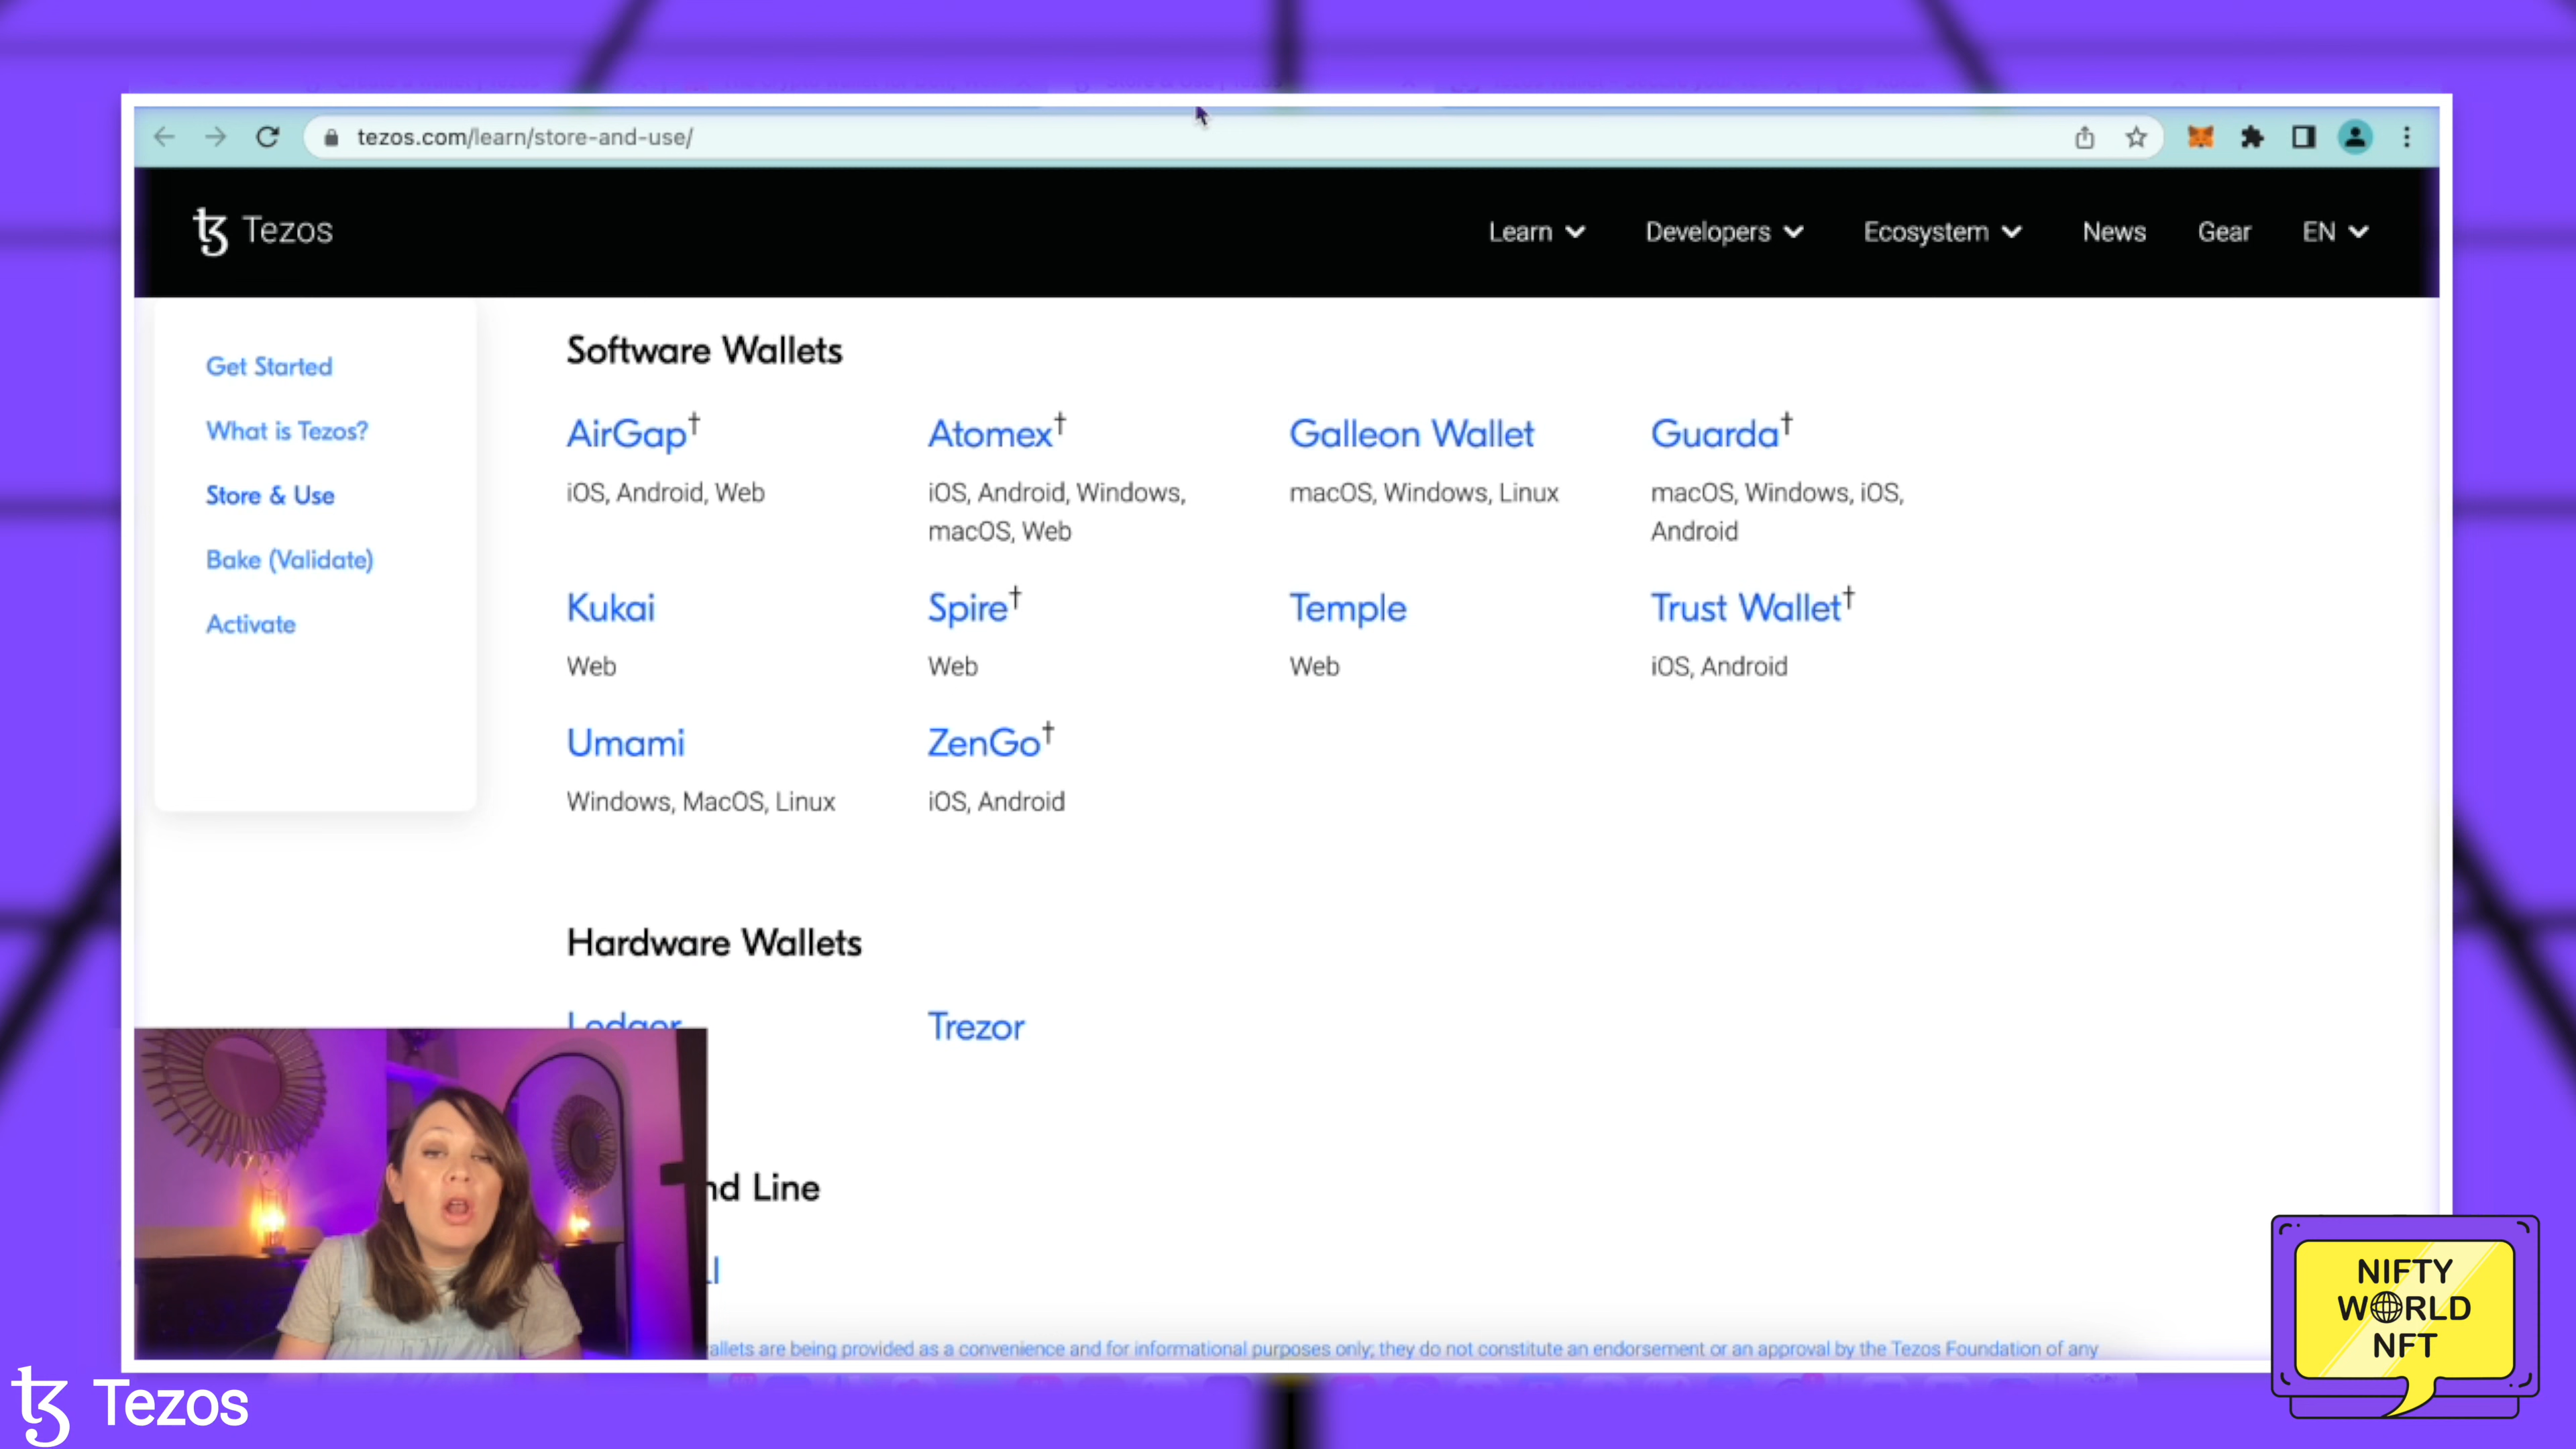 tezos.com/learn/store-and-use/
Tezos
Learn
Developers
Ecosystem
News
Gear
EN
Get Started
What is Tezos?
Store & Use
Bake (Validate)
Activate
Software Wallets
AirGap†
Atomex†
Galleon Wallet
Guarda†
iOS, Android, Web
iOS, Android, Windows,
macOS, Web
macOS, Windows, Linux
macOS, Windows, iOS,
Android
Kukai
Spire†
Temple
Trust Wallet†
Web
Web
Web
iOS, Android
Umami
ZenGo†
Windows, MacOS, Linux
iOS, Android
Hardware Wallets
Ledger
Trezor
nd Line
allets are being provided as a convenience and for informational purposes only; they do not constitute an endorsement or an approval by the Tezos Foundation of any
Tezos
NIFTY
WORLD
NFT